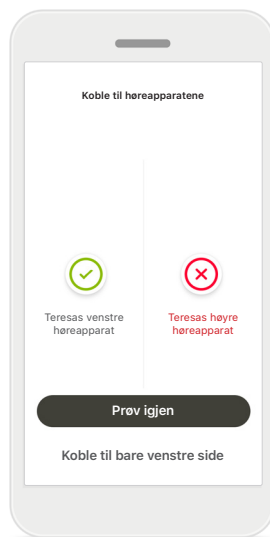 Koble til høreapparatene
Teresas venstre
høreapparat
Teresas høyre
høreapparat
Prøv igjen
Koble til bare venstre side